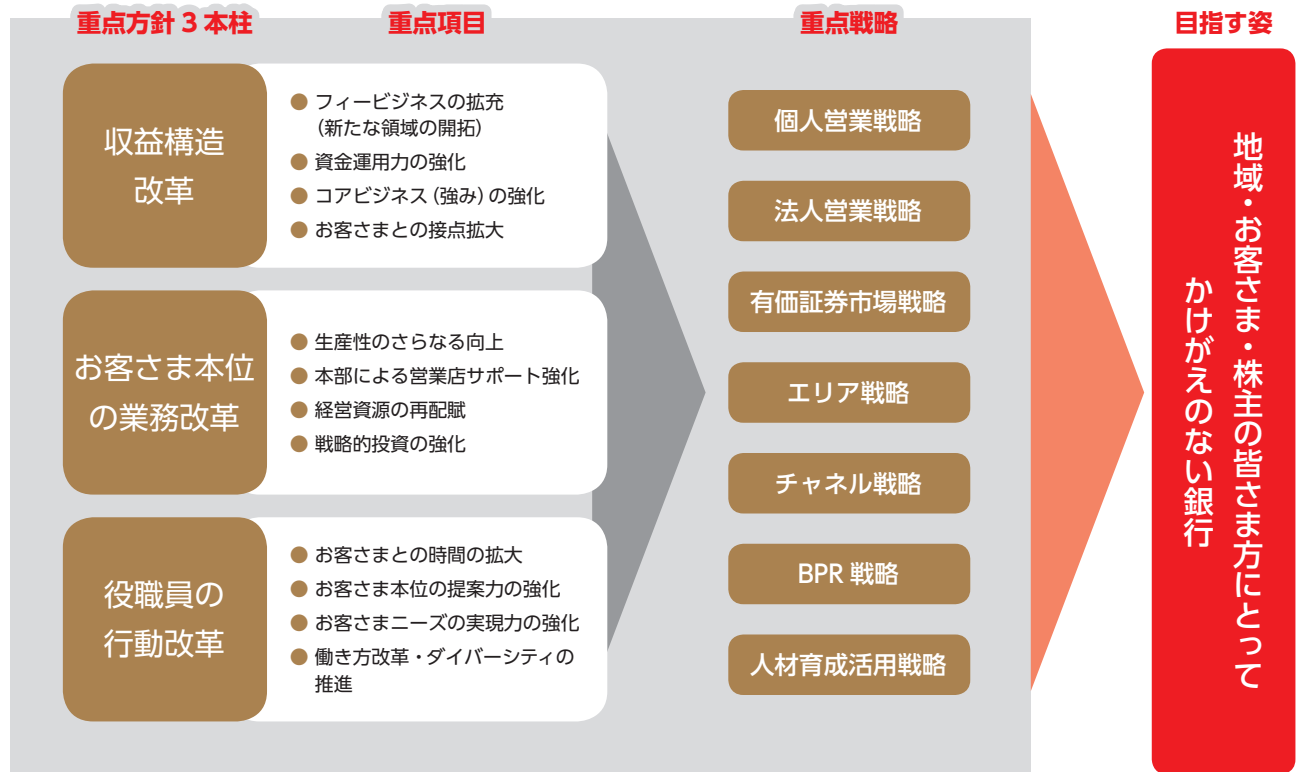 重点方針 3 本柱
重点項目
重点戦略
目指す姿
収益構造
改革
● フィービジネスの拡充
(新たな領域の開拓)
● 資金運用力の強化
● コアビジネス (強み) の強化
● お客さまとの接点拡大
お客さま本位
の業務改革
● 生産性のさらなる向上
● 本部による営業店サポート強化
● 経営資源の再配賦
● 戦略的投資の強化
役職員の
行動改革
● お客さまとの時間の拡大
● お客さま本位の提案力の強化
● お客さまニーズの実現力の強化
● 働き方改革・ダイバーシティの
推進
個人営業戦略
法人営業戦略
有価証券市場戦略
エリア戦略
チャネル戦略
BPR 戦略
人材育成活用戦略
地域・お客さま・株主の皆さま方にとって
かけがえのない銀行